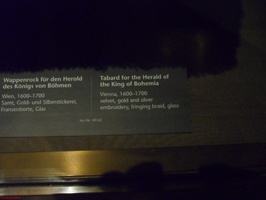 Wappenrock für den Herold
des Königs von Böhmen
Wien, 1600–1700
Samt, Gold- und Silberstickerei,
Fransenborte, Glas
Tabard for the Herald of
the King of Bohemia
Vienna, 1600–1700
velvet, gold and silver
embroidery, fringing braid, glass